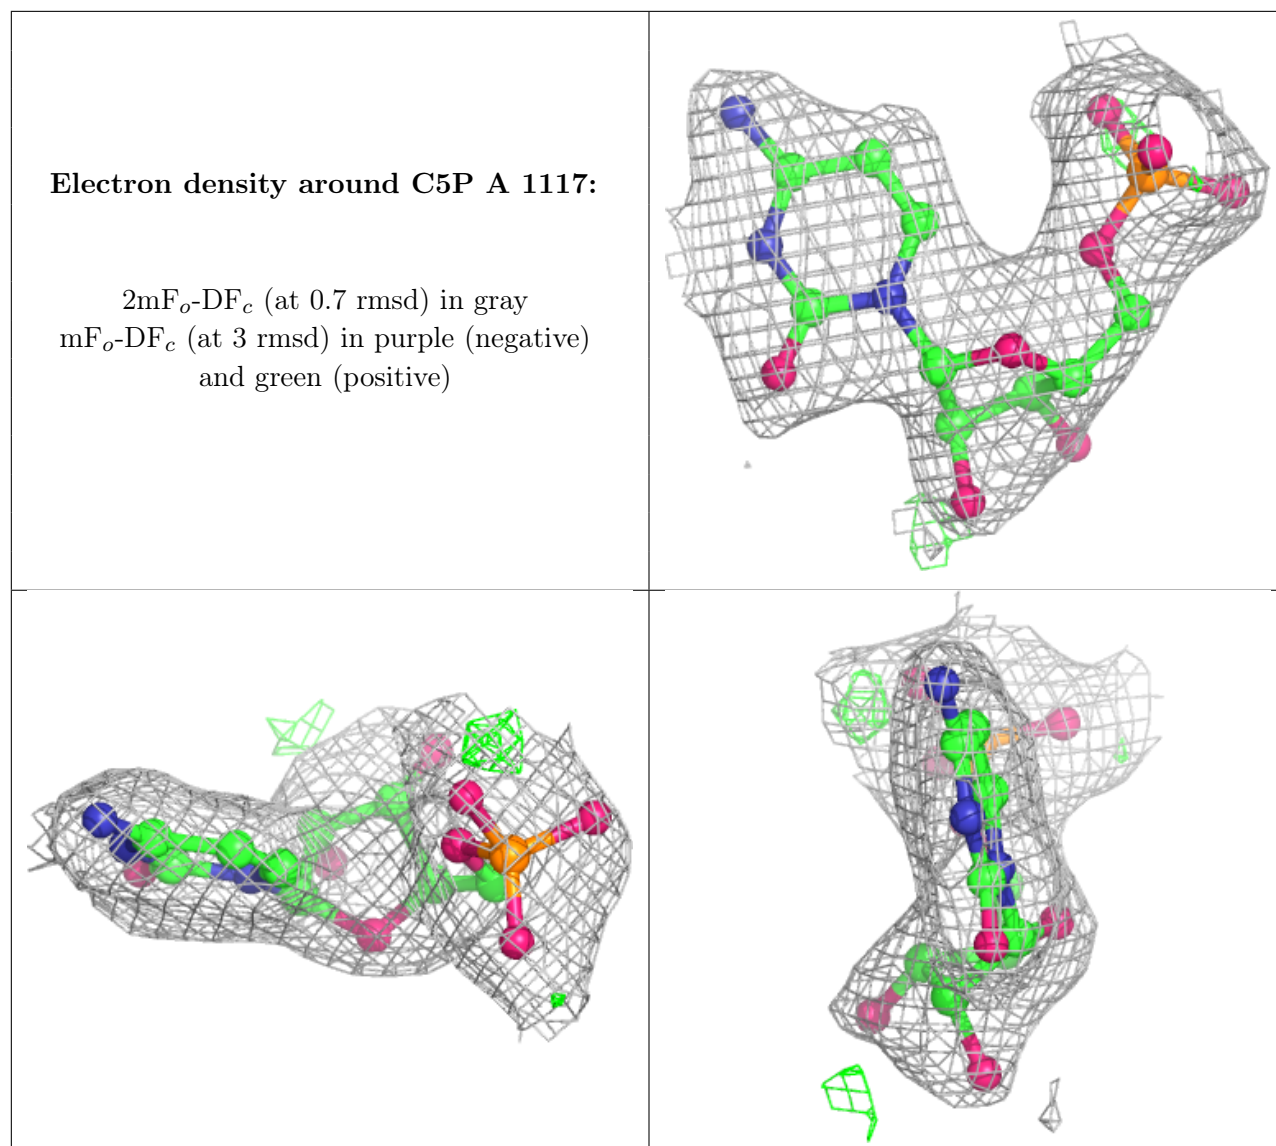 Electron density around C5P A 1117:
2mFo-DFc (at 0.7 rmsd) in gray
mFo-DFc (at 3 rmsd) in purple (negative)
and green (positive)